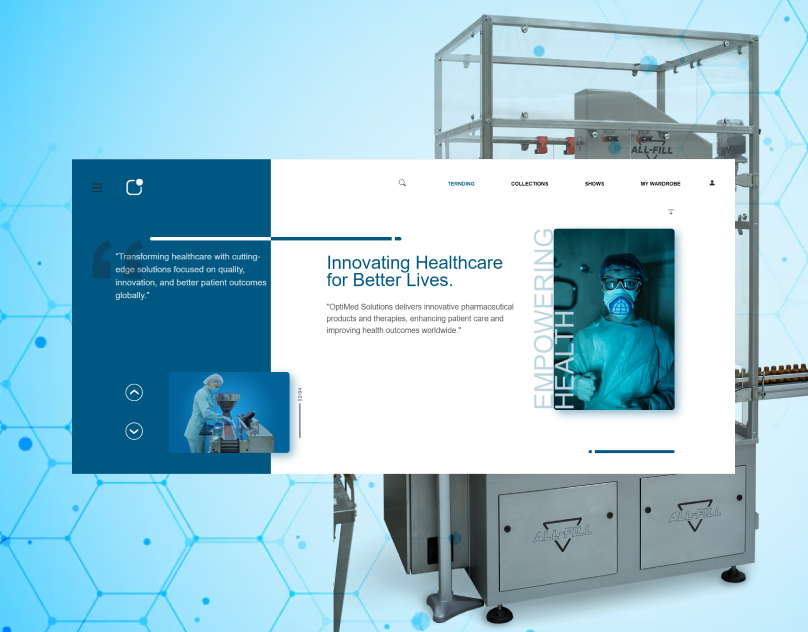 ALL-FILL
TERNDING
COLLECTIONS
SHOWS
MY WARDROBE
"Transforming healthcare with cutting-
edge solutions focused on quality,
innovation, and better patient outcomes
globally."
Innovating Healthcare
for Better Lives.
"OptiMed Solutions delivers innovative pharmaceutical
products and therapies, enhancing patient care and
improving health outcomes worldwide."
EMPOWERING
HEALTH
ALL-FILL
ALL-FILL